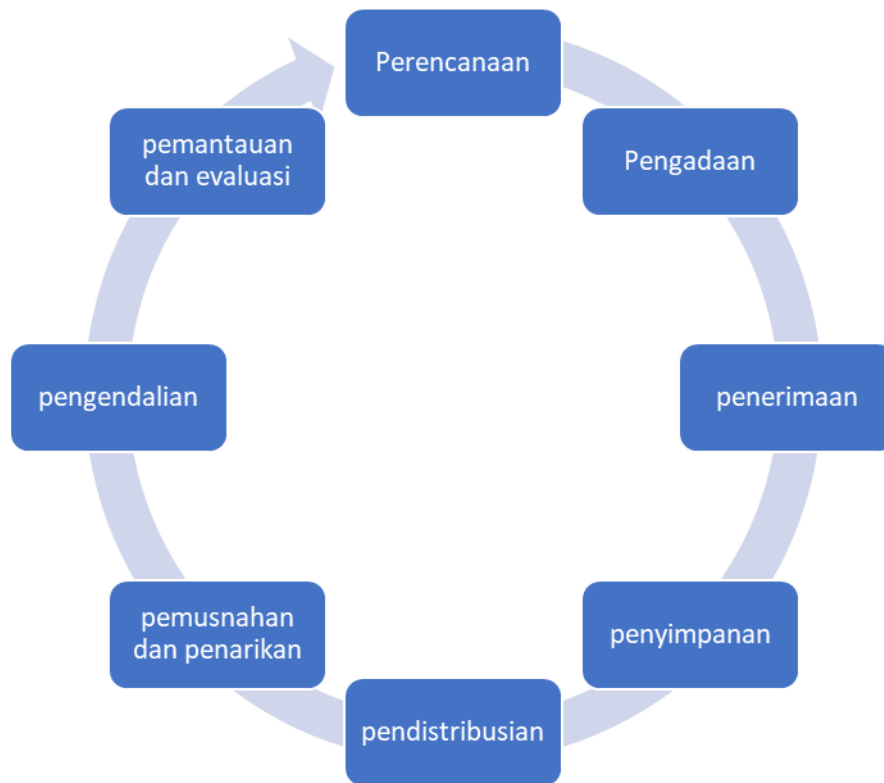 Perencanaan
Pengadaan
penerimaan
penyimpanan
pendistribusian
pemusnahan
dan penarikan
pengendalian
pemantauan
dan evaluasi